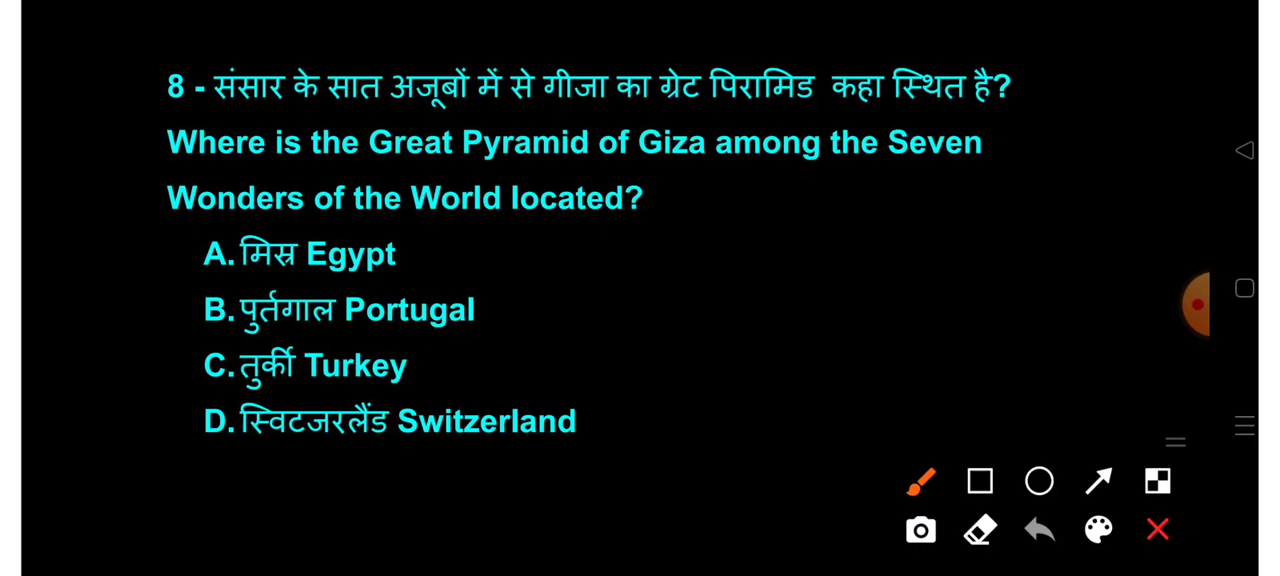 8 - संसार के सात अजूबों में से गीजा का ग्रेट पिरामिड कहा स्थित है?
Where is the Great Pyramid of Giza among the Seven
Wonders of the World located?
A. मिस्र Egypt
B. पुर्तगाल Portugal
C. तुर्की Turkey
D. स्विटजरलैंड Switzerland